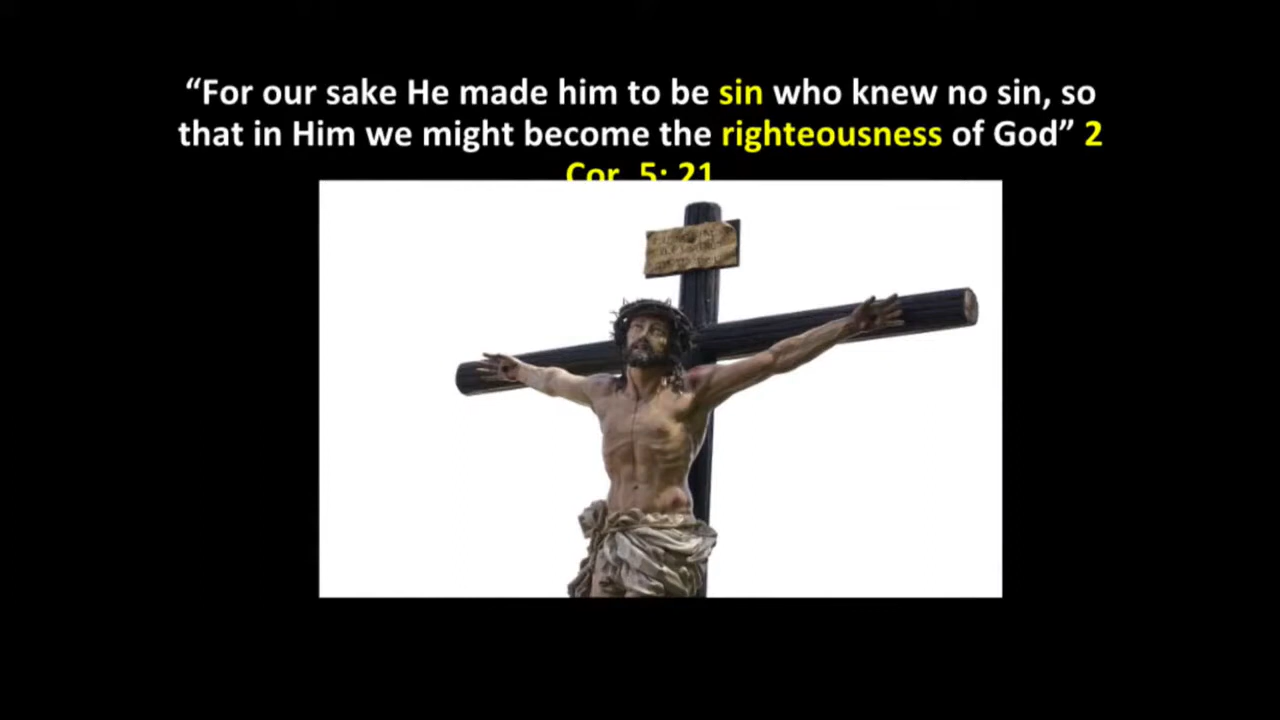 “For our sake He made him to be sin who knew no sin, so
that in Him we might become the righteousness of God” 2
Cor. 5: 21